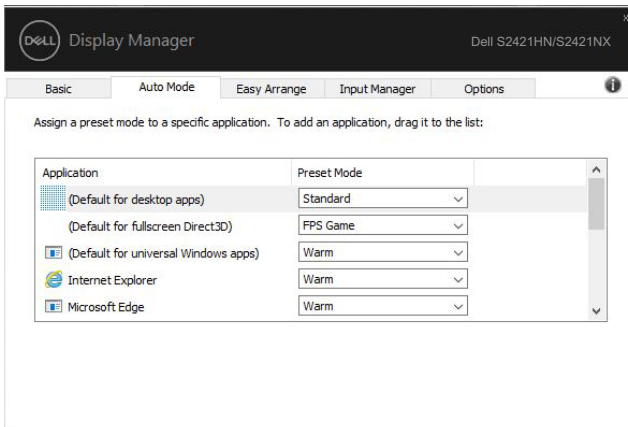 DELL Display Manager Dell S2421HN/S2421NX
Basic Auto Mode Easy Arrange Input Manager Options
Assign a preset mode to a specific application. To add an application, drag it to the list:
Application Preset Mode
(Default for desktop apps) Standard
(Default for fullscreen Direct3D) FPS Game
(Default for universal Windows apps) Warm
Internet Explorer Warm
Microsoft Edge Warm